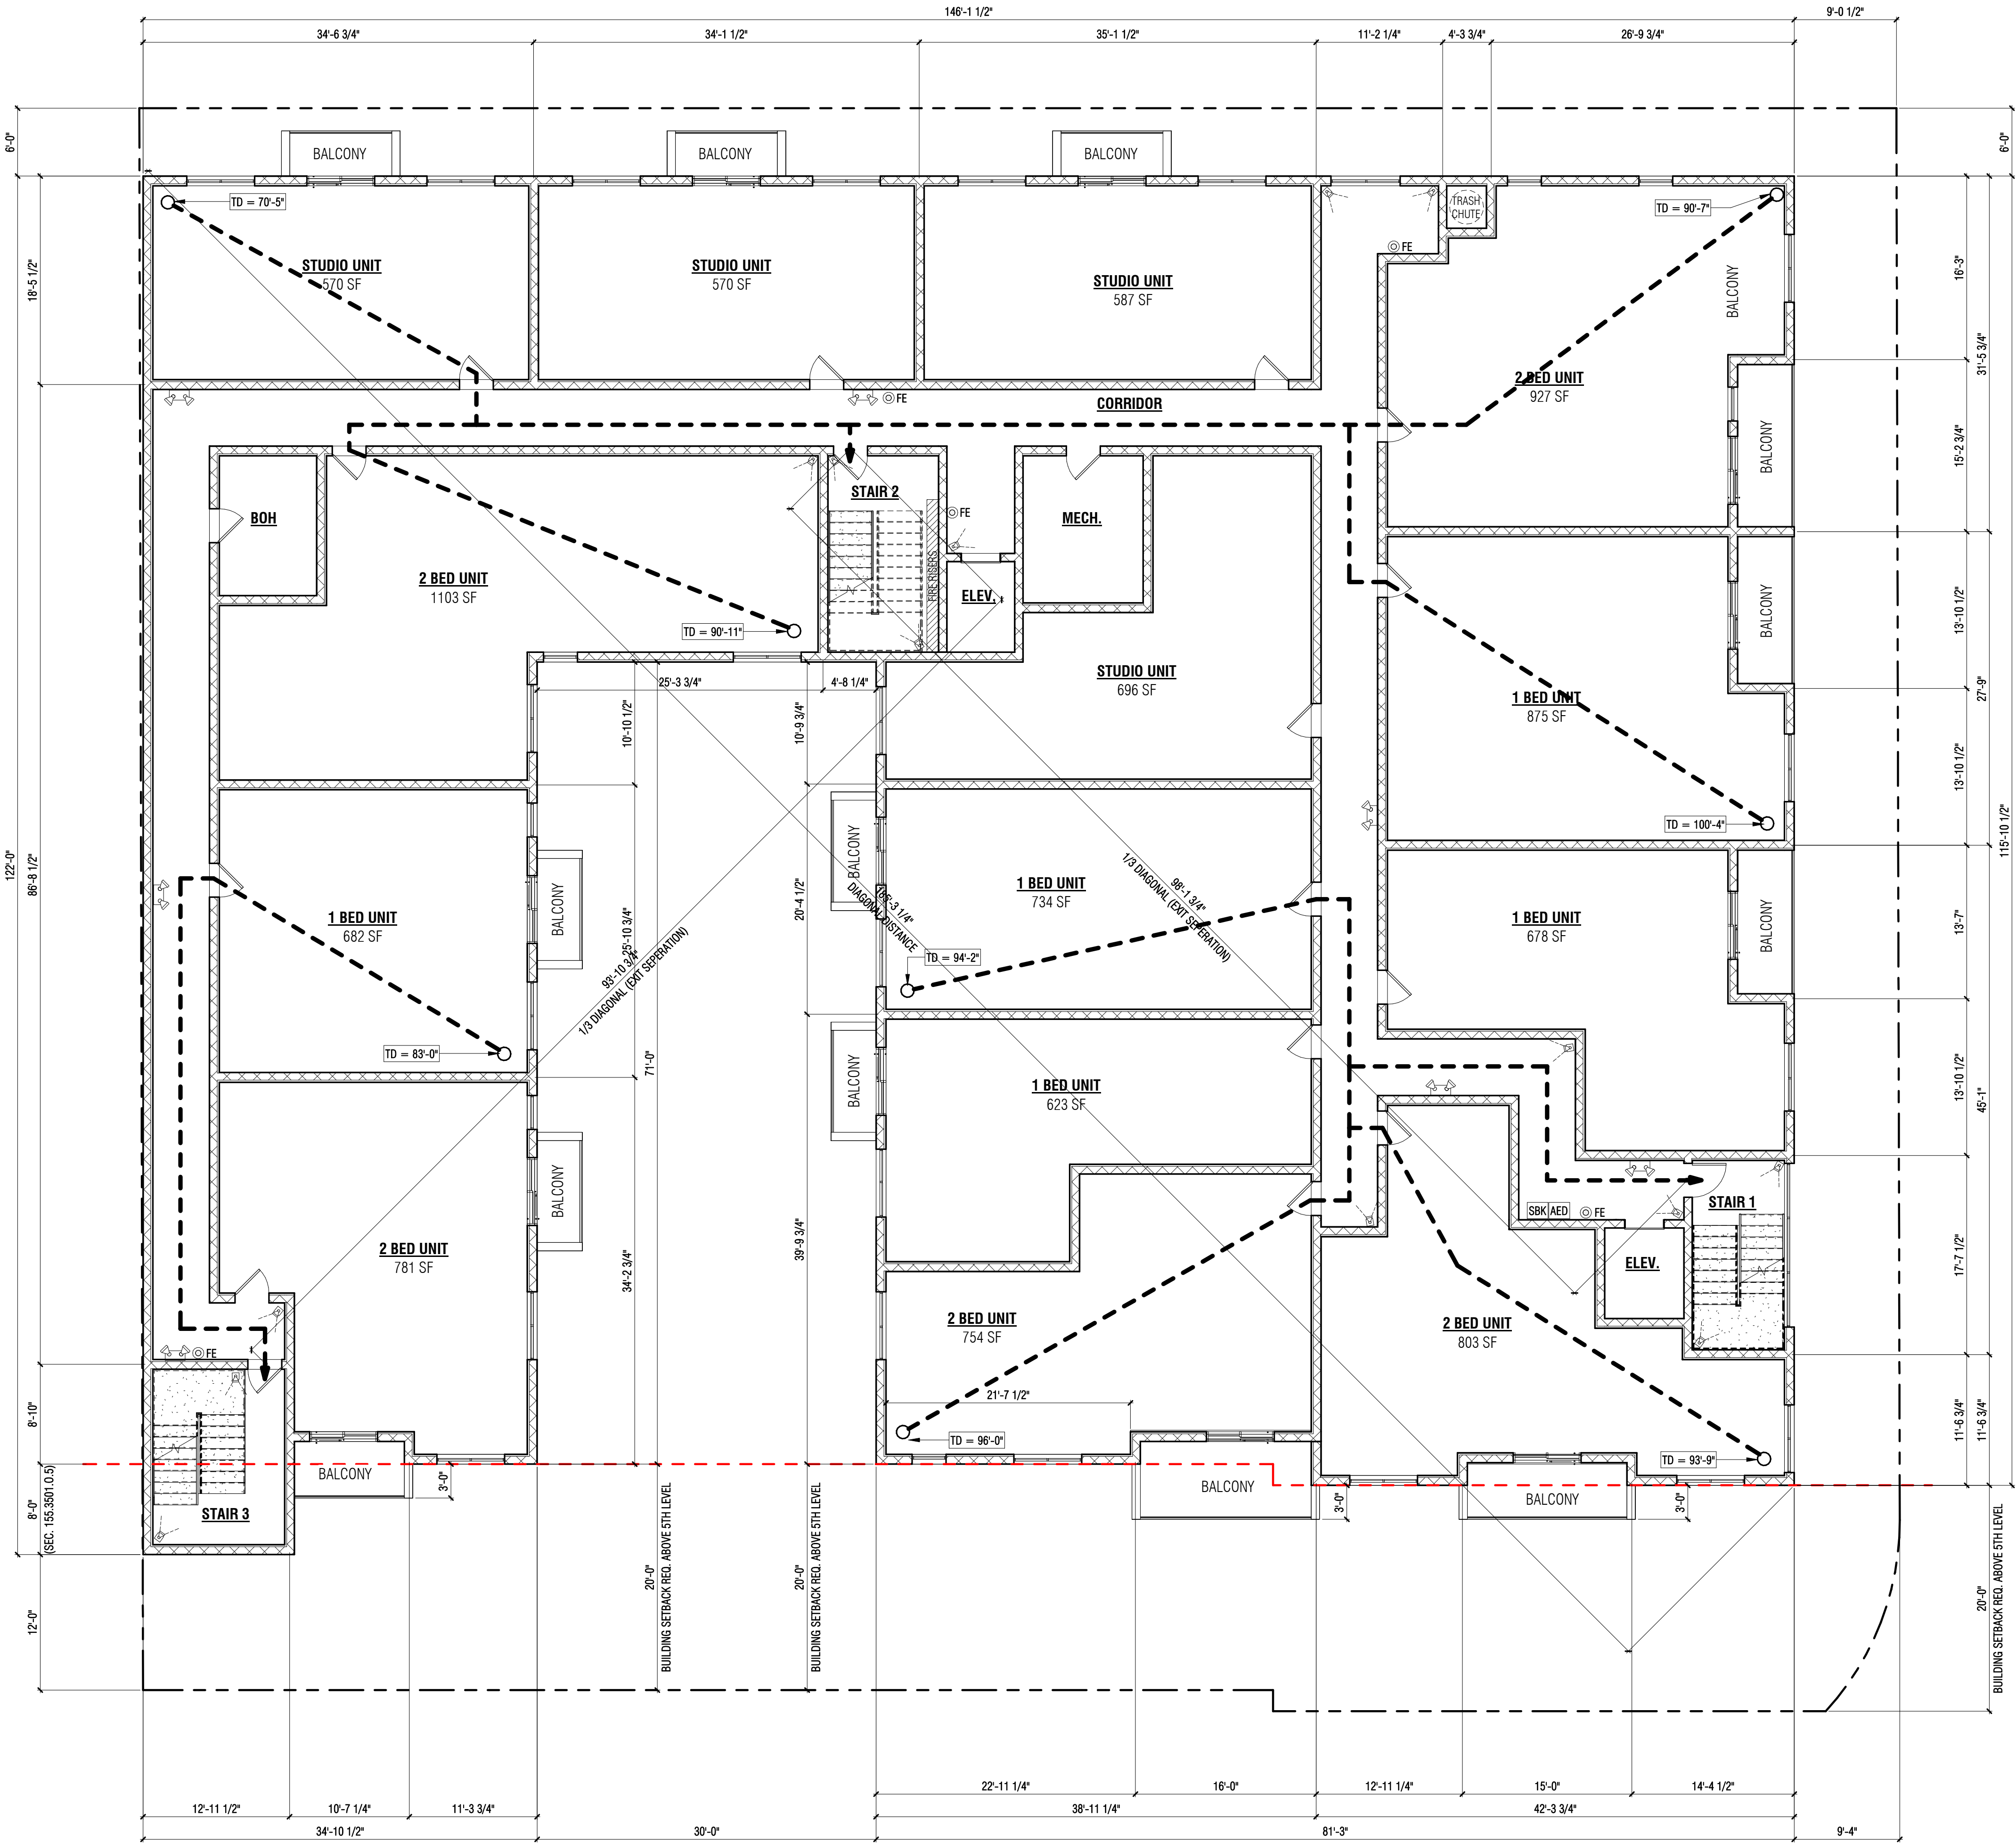 146'-1 1/2"
9'-0 1/2"
34'-6 3/4"
34'-1 1/2"
35'-1 1/2"
11'-2 1/4"
4'-3 3/4"
26'-9 3/4"
6'-0"
6'-0"
BALCONY
BALCONY
BALCONY
TD = 70'-5"
TRASH
CHUTE
TD = 90'-7"
FE
STUDIO UNIT
570 SF
STUDIO UNIT
570 SF
STUDIO UNIT
587 SF
18'-5 1/2"
16'-3"
BALCONY
31'-5 3/4"
2 BED UNIT
927 SF
FE
CORRIDOR
BALCONY
15'-2 3/4"
STAIR 2
BOH
FE
MECH.
FIRE RISERS
2 BED UNIT
1103 SF
ELEV.
TD = 90'-11"
BALCONY
13'-10 1/2"
25'-3 3/4"
4'-8 1/4"
STUDIO UNIT
696 SF
1 BED UNIT
875 SF
27'-9"
10'-10 1/2"
10'-9 3/4"
13'-10 1/2"
TD = 100'-4"
122'-0"
86'-8 1/2"
115'-10 1/2"
BALCONY
1/3 DIAGONAL (EXIT SEPERATION)
98'-1 3/4"
185'-3 1/4"
DIAGONAL DISTANCE
1 BED UNIT
734 SF
20'-4 1/2"
1 BED UNIT
682 SF
BALCONY
1 BED UNIT
678 SF
BALCONY
13'-7"
25'-10 3/4"
93'-10 3/4"
1/3 DIAGONAL (EXIT SEPERATION)
TD = 94'-2"
TD = 83'-0"
71'-0"
BALCONY
1 BED UNIT
623 SF
13'-10 1/2"
45'-1"
BALCONY
STAIR 1
SBK
AED
FE
2 BED UNIT
781 SF
34'-2 3/4"
39'-9 3/4"
ELEV.
17'-7 1/2"
2 BED UNIT
754 SF
2 BED UNIT
803 SF
FE
21'-7 1/2"
8'-10"
TD = 96'-0"
TD = 93'-9"
11'-6 3/4"
11'-6 3/4"
BALCONY
3'-0"
BALCONY
3'-0"
BALCONY
3'-0"
8'-0"
(SEC. 155.3501.O.5)
STAIR 3
20'-0"
BUILDING SETBACK REQ. ABOVE 5TH LEVEL
20'-0"
BUILDING SETBACK REQ. ABOVE 5TH LEVEL
20'-0"
BUILDING SETBACK REQ. ABOVE 5TH LEVEL
12'-0"
22'-11 1/4"
16'-0"
12'-11 1/4"
15'-0"
14'-4 1/2"
12'-11 1/2"
10'-7 1/4"
11'-3 3/4"
38'-11 1/4"
42'-3 3/4"
34'-10 1/2"
30'-0"
81'-3"
9'-4"